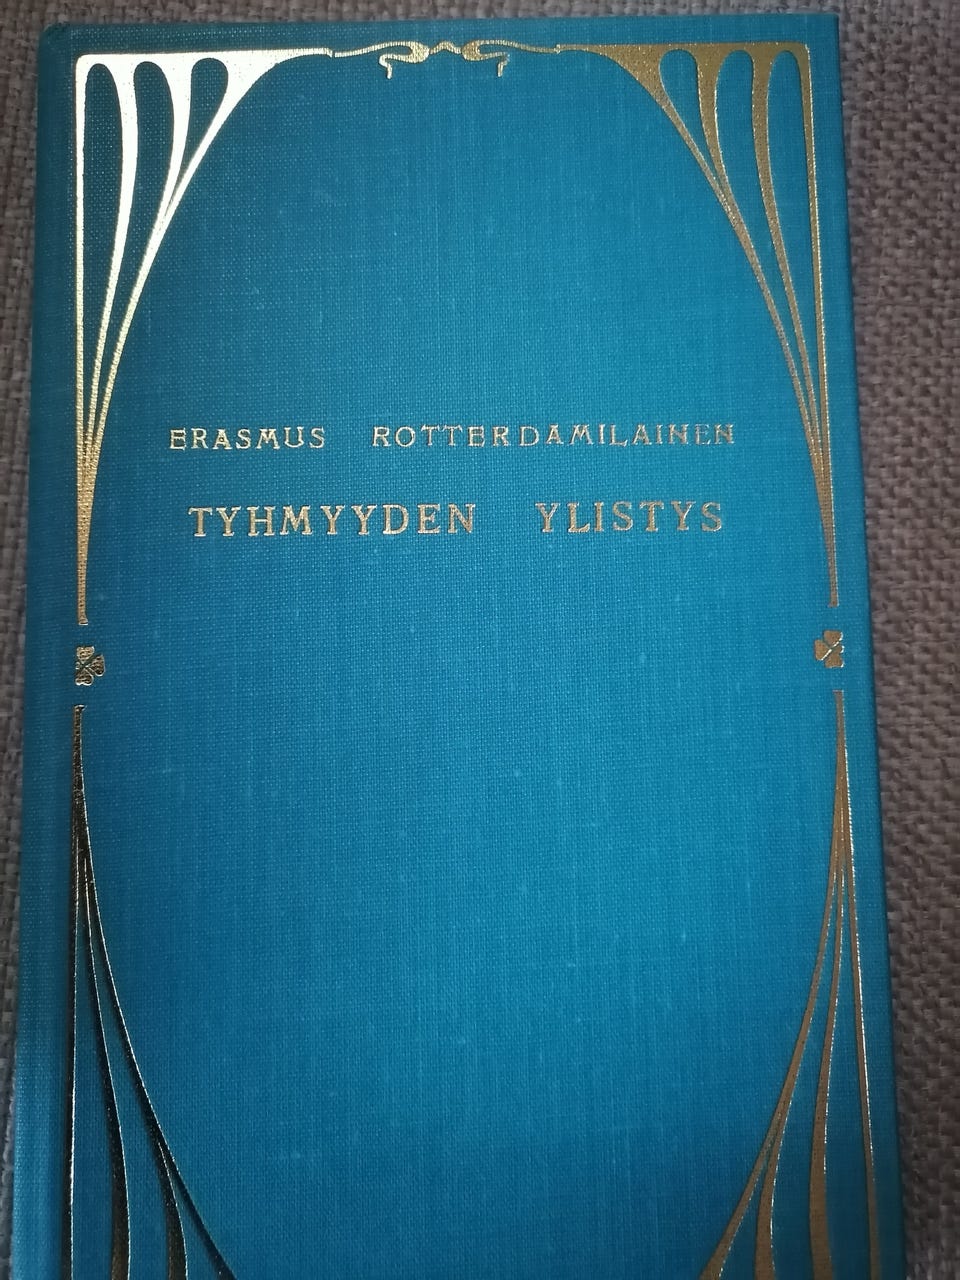 ERASMUS ROTTERDAMILAINEN
TYHMYYDEN YLISTYS